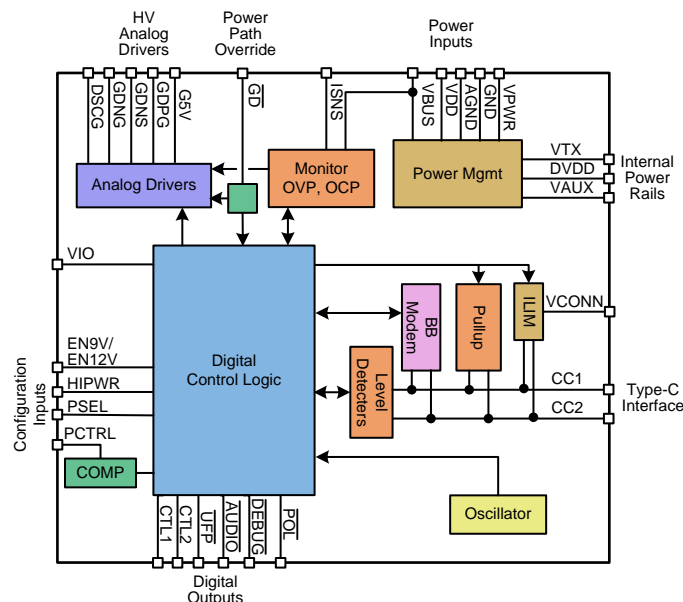 HV
Analog
Drivers
Power
Path
Override
Power
Inputs
DSCG
GDNG
GDNS
GDPG
G5V
GD
ISNS
VBUS
VDD
AGND
GND
VPWR
Analog Drivers
Monitor
OVP, OCP
Power Mgmt
VTX
DVDD
VAUX
Internal
Power
Rails
VIO
EN9V/
EN12V
HIPWR
PSEL
PCTRL
Configuration
Inputs
COMP
Digital
Control Logic
BB
Modem
Pullup
ILIM
VCONN
Level
Detecters
CC1
CC2
Type-C
Interface
Oscillator
CTL1
CTL2
UFP
AUDIO
DEBUG
POL
Digital
Outputs